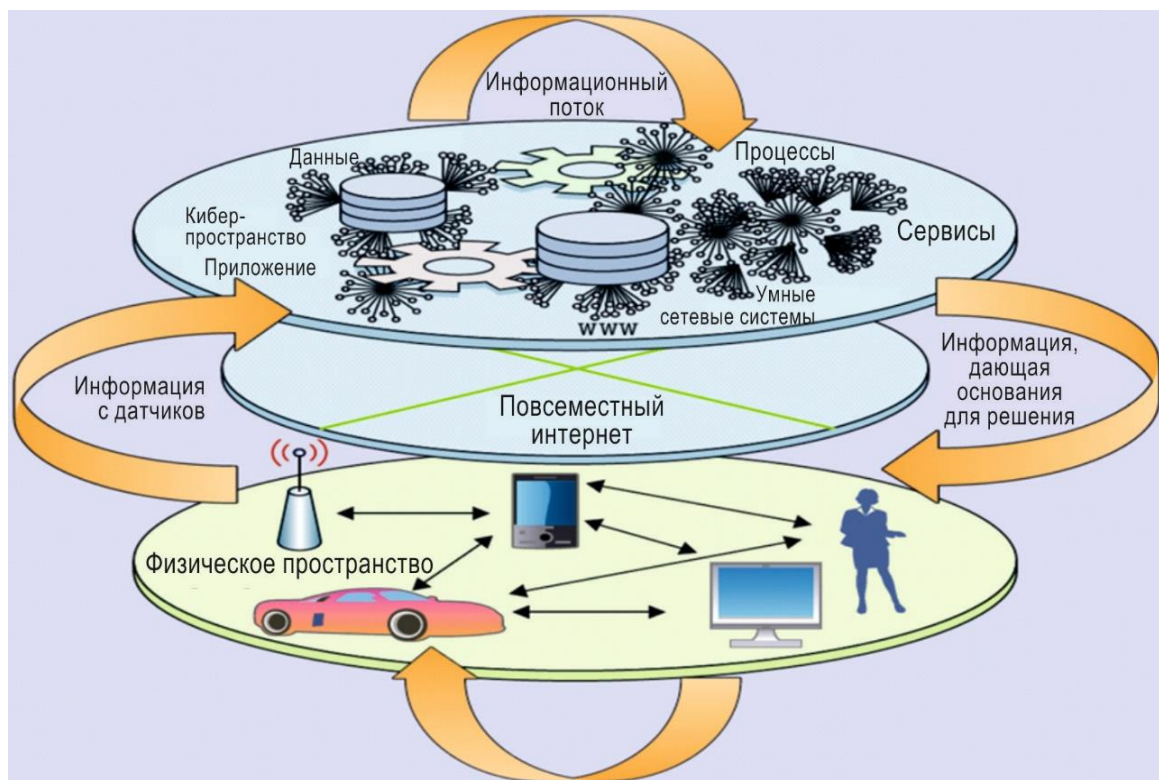 Информационный
поток
Данные
Процессы
Кибер-
пространство
Сервисы
Приложение
Умные
сетевые системы
www
Информация
с датчиков
Информация,
дающая
основания
для решения
Повсеместный
интернет
Физическое пространство